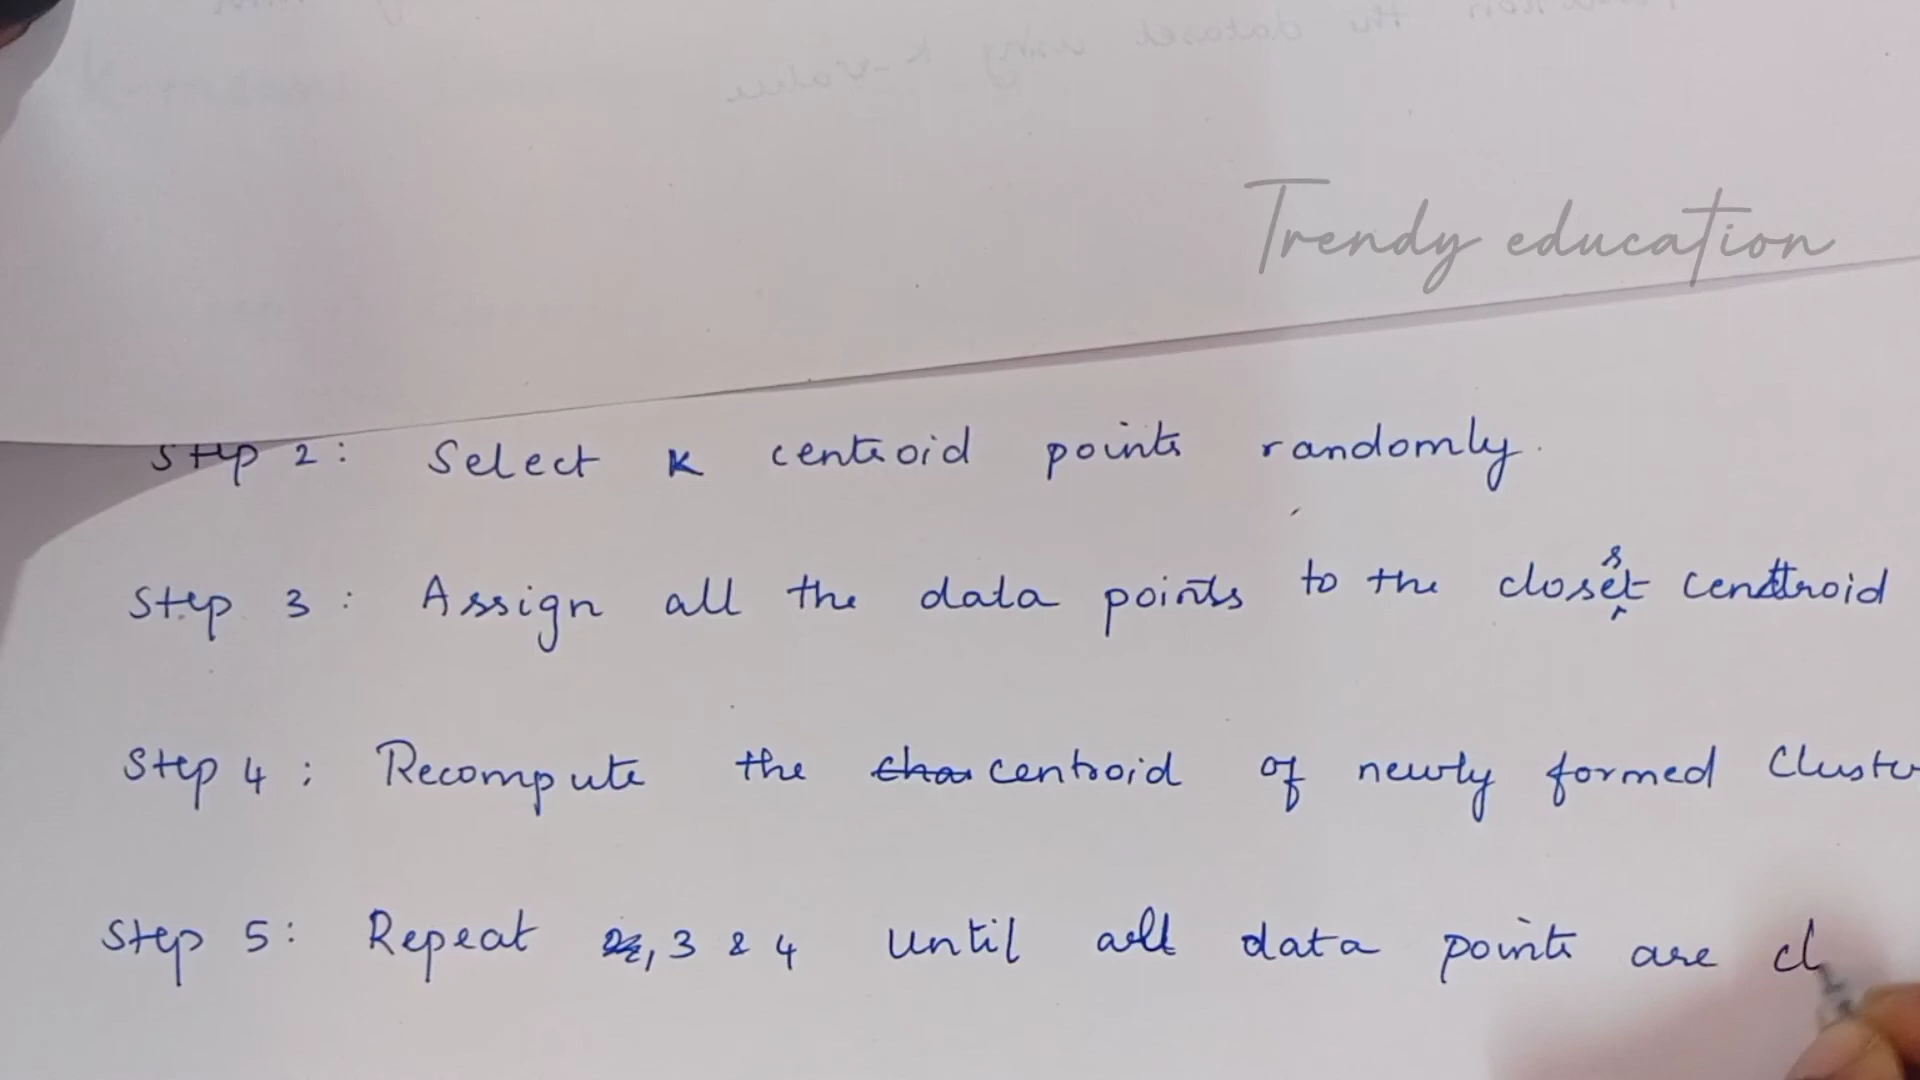 Trendy education
Step 2: Select K centroid points randomly.
Step 3: Assign all the data points to the closest centroid
Step 4: Recompute the centroid of newly formed Cluste
Step 5: Repeat , 3 & 4 until all data points are cl